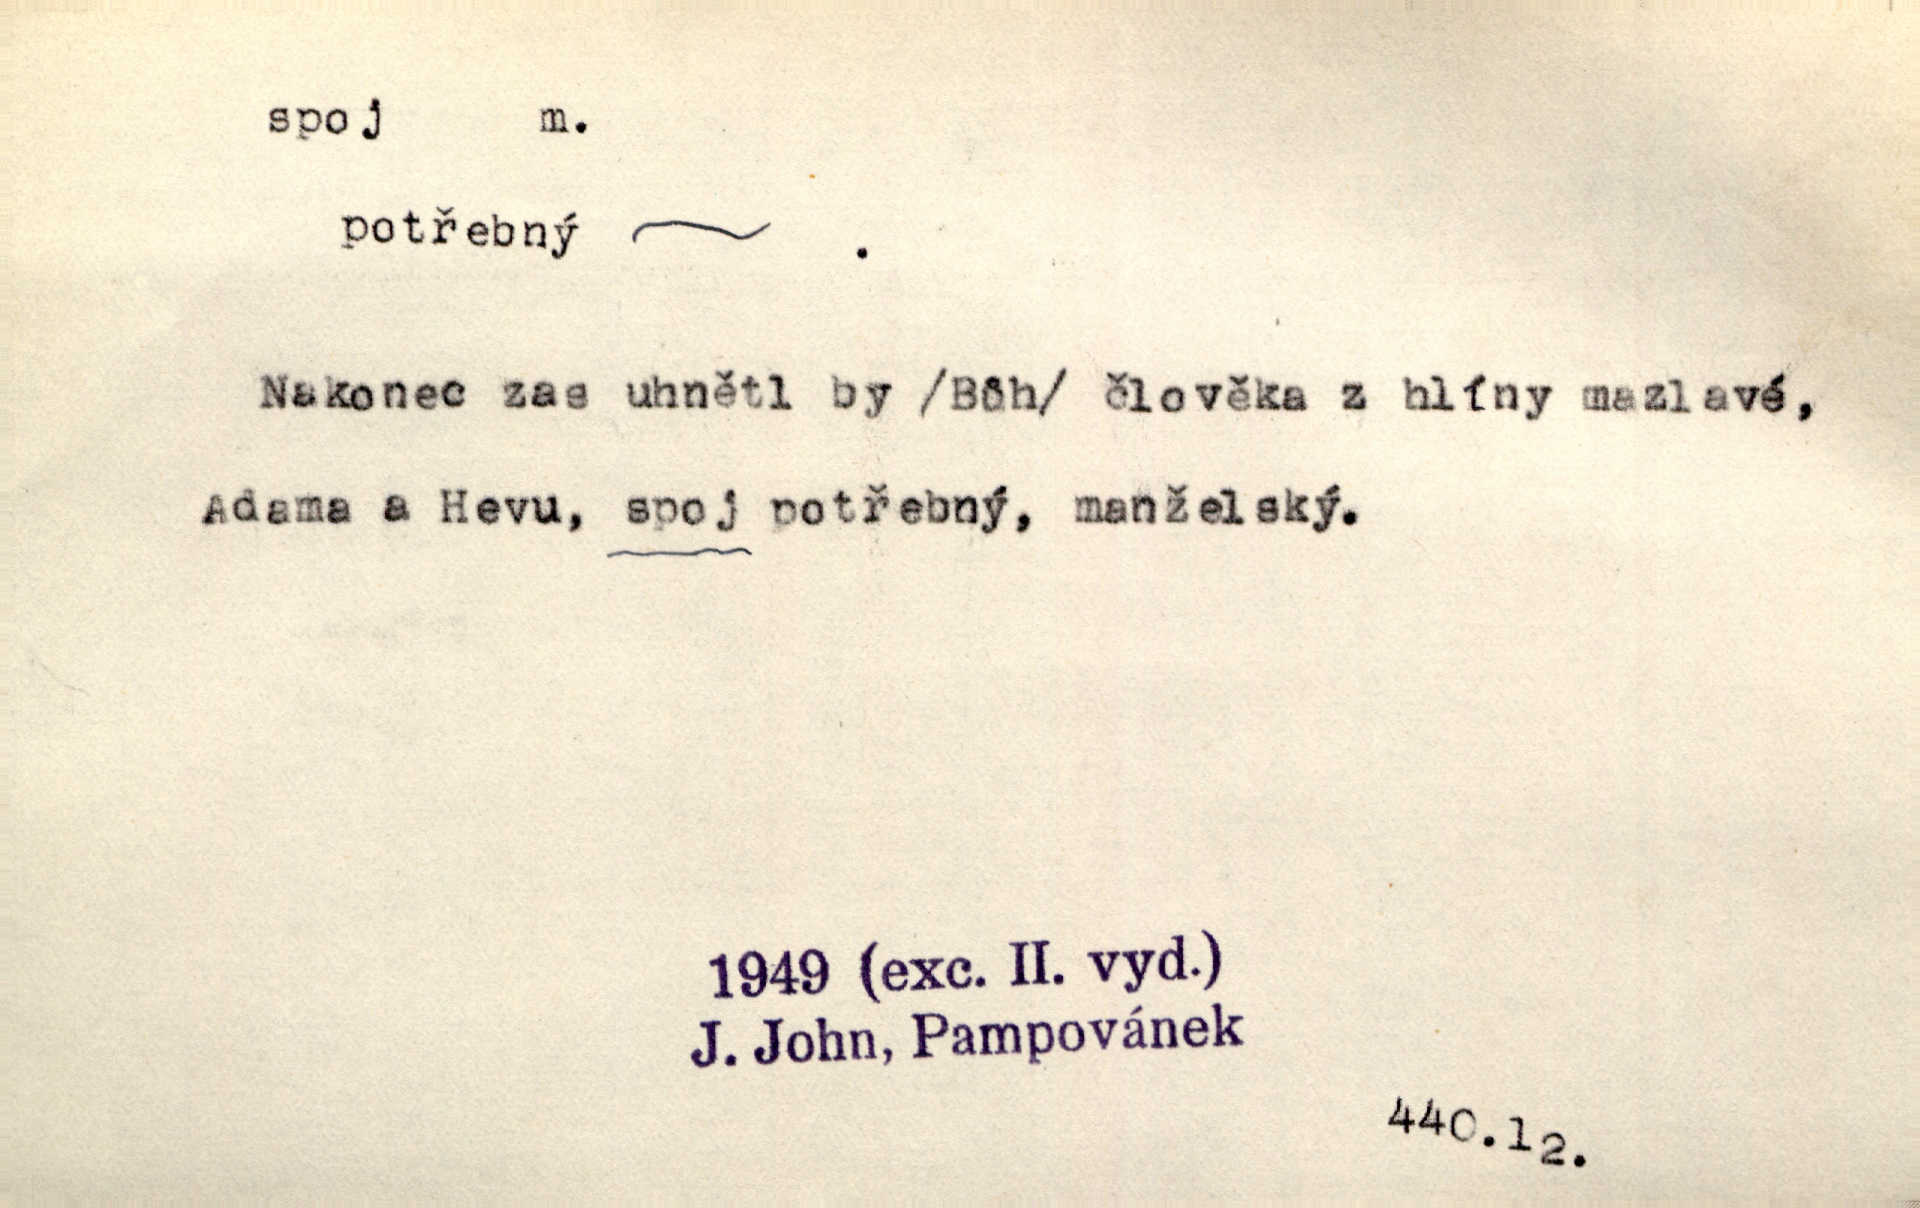 spoj m.
potřebný ~ .
Nakonec zas uhnětl by /Bůh/ člověka z hlíny mazlavé,
Adama a Hevu, spoj potřebný, manželský.
1949 (exc. II. vyd.)
J. John, Pampovánek
440.12.